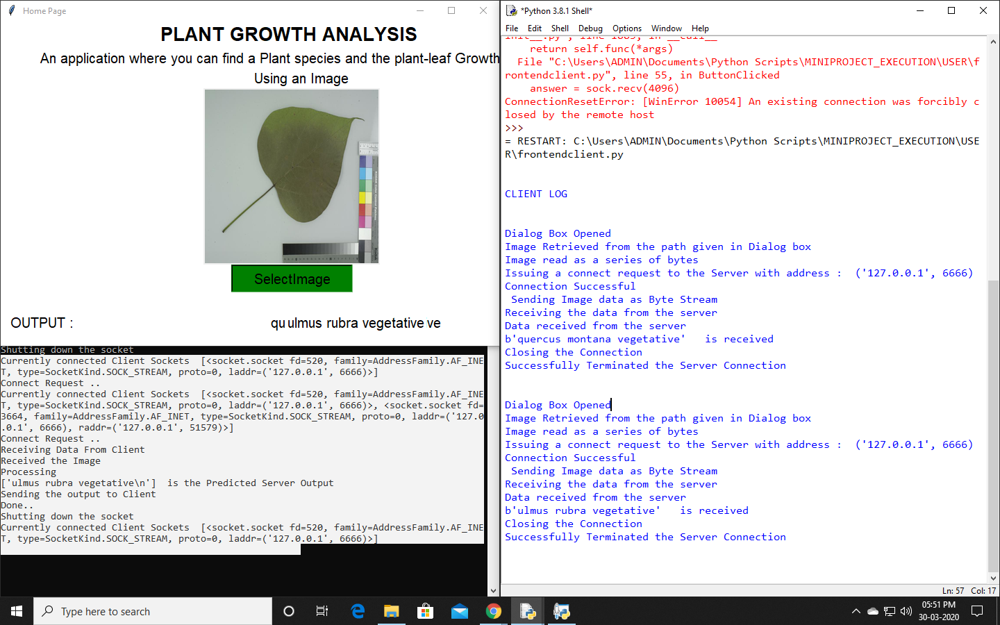 Home Page
PLANT GROWTH ANALYSIS
An application where you can find a Plant species and the plant-leaf Growth
Using an Image
SelectImage
OUTPUT :
qu ulmus rubra vegetative ve
Shutting down the socket
Currently connected Client Sockets  [<socket.socket fd=520, family=AddressFamily.AF_INE
T, type=SocketKind.SOCK_STREAM, proto=0, laddr=('127.0.0.1', 6666)>]
Connect Request ..
Currently connected Client Sockets  [<socket.socket fd=520, family=AddressFamily.AF_INE
T, type=SocketKind.SOCK_STREAM, proto=0, laddr=('127.0.0.1', 6666)>, <socket.socket fd=
3664, family=AddressFamily.AF_INET, type=SocketKind.SOCK_STREAM, proto=0, laddr=('127.0
.0.1', 6666), raddr=('127.0.0.1', 51579)>]
Connect Request ..
Receiving Data From Client
Received the Image
Processing
['ulmus rubra vegetative\n']  is the Predicted Server Output
Sending the output to Client
Done..
Shutting down the socket
Currently connected Client Sockets  [<socket.socket fd=520, family=AddressFamily.AF_INE
T, type=SocketKind.SOCK_STREAM, proto=0, laddr=('127.0.0.1', 6666)>]
*Python 3.8.1 Shell*
File Edit Shell Debug Options Window Help
init__.py", line 1883, in __call__
    return self.func(*args)
  File "C:\Users\ADMIN\Documents\Python Scripts\MINIPROJECT_EXECUTION\USER\f
rontendclient.py", line 55, in ButtonClicked
    answer = sock.recv(4096)
ConnectionResetError: [WinError 10054] An existing connection was forcibly c
losed by the remote host
>>>
= RESTART: C:\Users\ADMIN\Documents\Python Scripts\MINIPROJECT_EXECUTION\USE
R\frontendclient.py
CLIENT LOG
Dialog Box Opened
Image Retrieved from the path given in Dialog box
Image read as a series of bytes
Issuing a connect request to the Server with address :  ('127.0.0.1', 6666)
Connection Successful
 Sending Image data as Byte Stream
Receiving the data from the server
Data received from the server
b'quercus montana vegetative'   is received
Closing the Connection
Successfully Terminated the Server Connection
Dialog Box Opened
Image Retrieved from the path given in Dialog box
Image read as a series of bytes
Issuing a connect request to the Server with address :  ('127.0.0.1', 6666)
Connection Successful
 Sending Image data as Byte Stream
Receiving the data from the server
Data received from the server
b'ulmus rubra vegetative'   is received
Closing the Connection
Successfully Terminated the Server Connection
Ln: 57 Col: 17
Type here to search
05:51 PM
30-03-2020